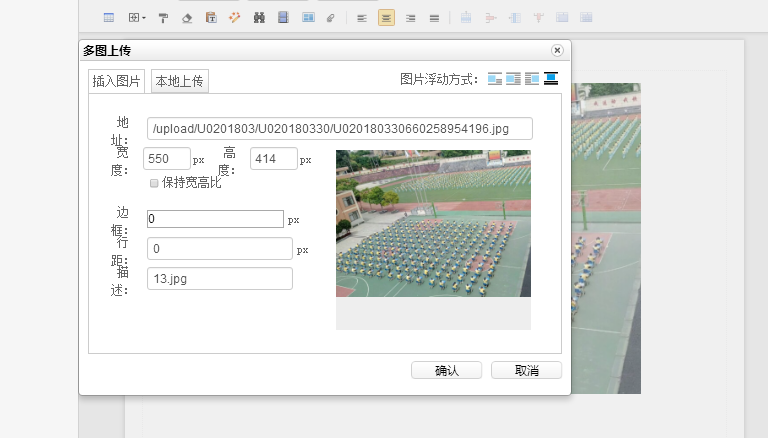 多图上传
插入图片 本地上传 图片浮动方式：
地址： /upload/U0201803/U020180330/U020180330660258954196.jpg
宽度： 550 px 高度： 414 px
保持宽高比
边框： 0 px
行距： 0 px
描述： 13.jpg
确认 取消